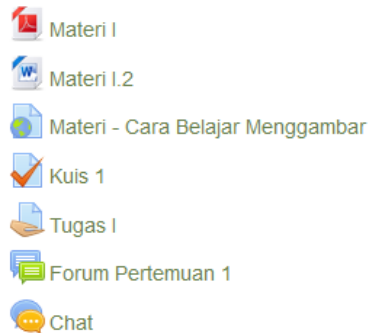 Materi I
Materi I.2
Materi - Cara Belajar Menggambar
Kuis 1
Tugas I
Forum Pertemuan 1
Chat